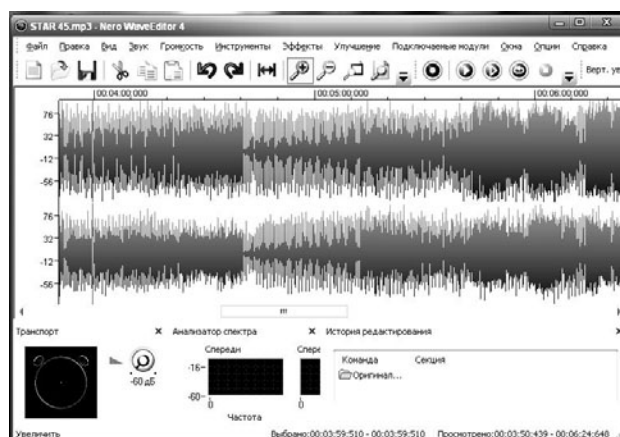 STAR 45.mp3 - Nero WaveEditor 4
Файл Правка Вид Звук Громкость Инструменты Эффекты Улучшение Подключаемые модули Окна Опции Справка
Верт. ув
00:04:00:000 00:05:00:000 00:06:00:000
76
32
-12
-56
76
32
-12
-56
Транспорт
-60 дБ
Анализатор спектра
Спереди Спере
-16
-60
0 0
Частота
История редактирования
Команда Секция
Оригинал...
Увеличить Выбрано:00:03:59:510 - 00:03:59:510 Просмотрено:00:03:50:439 - 00:06:24:648